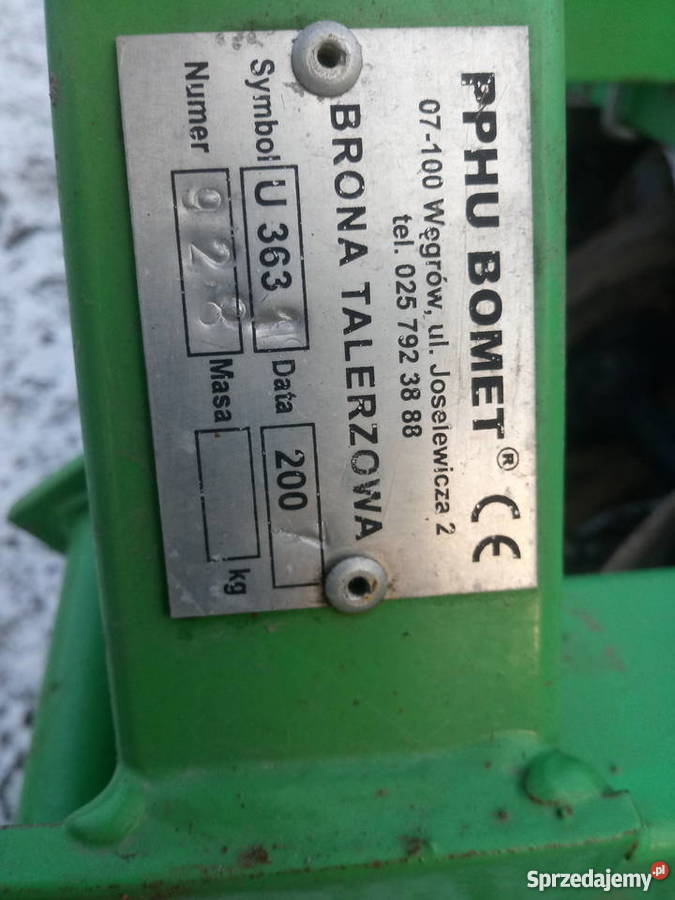 PPHU BOMET® CE
07-100 Węgrów, ul. Joselewicza 2
tel. 025 792 38 88
BRONA TALERZOWA
Symbol U 363 Data 200
Numer 928 Masa kg
Sprzedajemy.pl